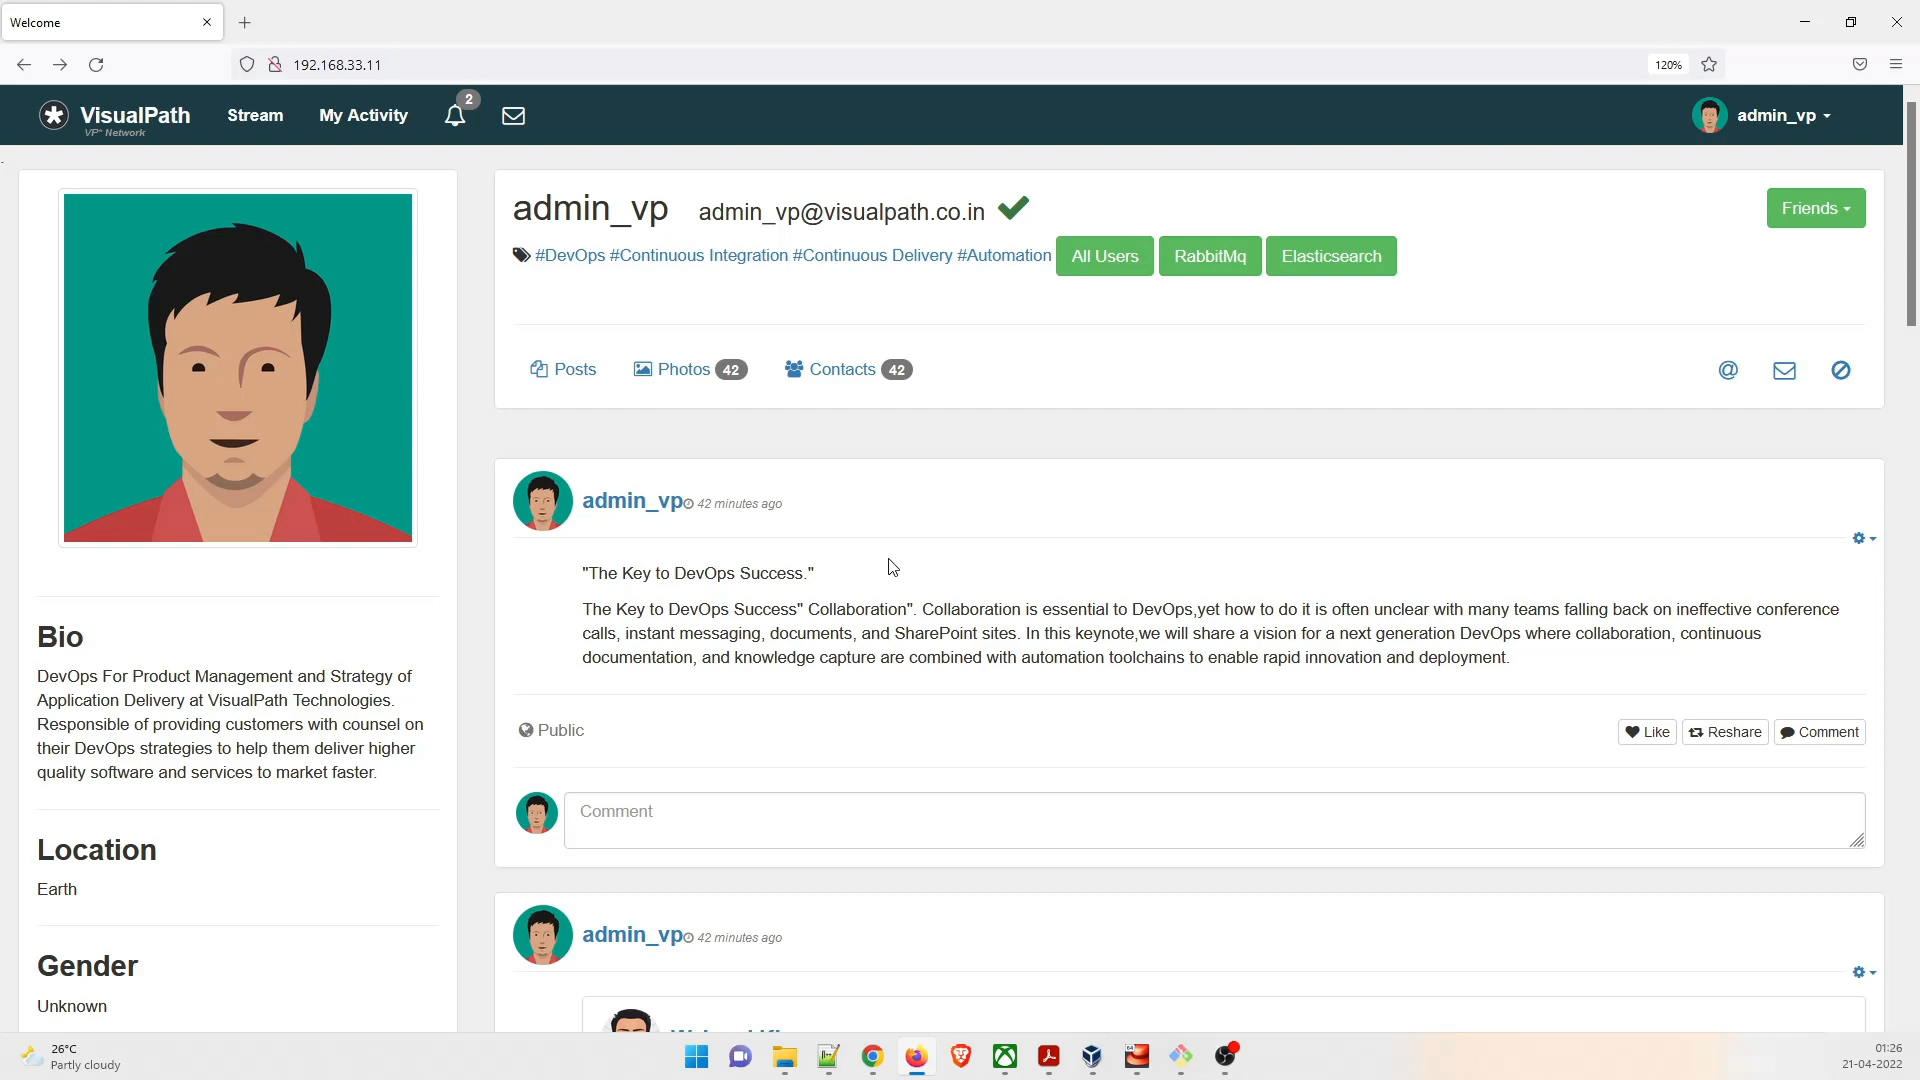 Welcome
192.168.33.11
120%
VisualPath
VP* Network
Stream
My Activity
2
admin_vp
admin_vp admin_vp@visualpath.co.in
Friends
#DevOps #Continuous Integration #Continuous Delivery #Automation
All Users
RabbitMq
Elasticsearch
Posts
Photos 42
Contacts 42
@
admin_vp 42 minutes ago
"The Key to DevOps Success."
The Key to DevOps Success" Collaboration". Collaboration is essential to DevOps,yet how to do it is often unclear with many teams falling back on ineffective conference
calls, instant messaging, documents, and SharePoint sites. In this keynote,we will share a vision for a next generation DevOps where collaboration, continuous
documentation, and knowledge capture are combined with automation toolchains to enable rapid innovation and deployment.
Public
Like
Reshare
Comment
Comment
admin_vp 42 minutes ago
Bio
DevOps For Product Management and Strategy of
Application Delivery at VisualPath Technologies.
Responsible of providing customers with counsel on
their DevOps strategies to help them deliver higher
quality software and services to market faster.
Location
Earth
Gender
Unknown
26°C
Partly cloudy
64
01:26
21-04-2022